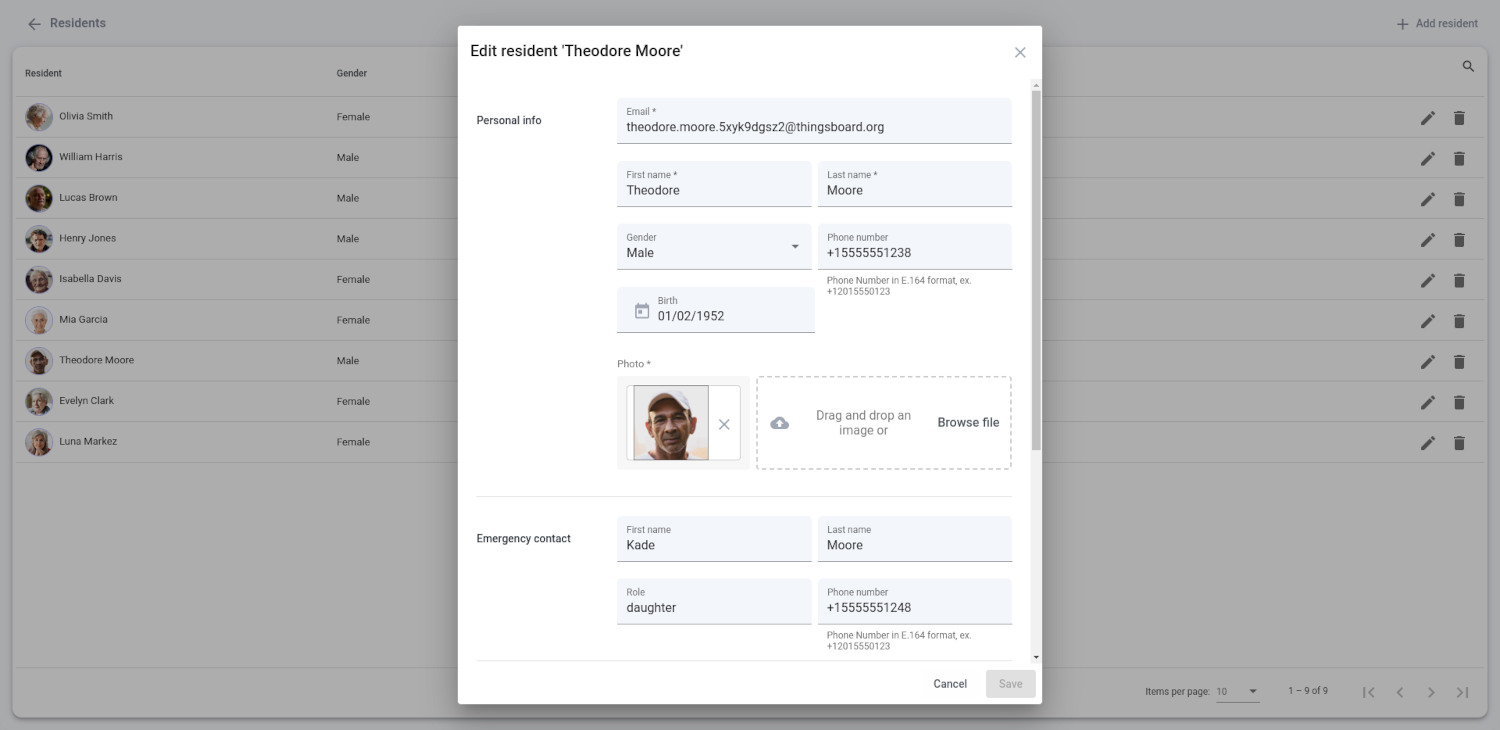 Residents
Add resident
Resident Gender
Olivia Smith Female
William Harris Male
Lucas Brown Male
Henry Jones Male
Isabella Davis Female
Mia Garcia Female
Theodore Moore Male
Evelyn Clark Female
Luna Markez Female
Items per page: 10 1 – 9 of 9
Edit resident 'Theodore Moore'
Personal info
Email *
theodore.moore.5xyk9dgsz2@thingsboard.org
First name *
Theodore
Last name *
Moore
Gender
Male
Phone number
+15555551238
Phone Number in E.164 format, ex.
+12015550123
Birth
01/02/1952
Photo *
Drag and drop an
image or
Browse file
Emergency contact
First name
Kade
Last name
Moore
Role
daughter
Phone number
+15555551248
Phone Number in E.164 format, ex.
+12015550123
Cancel
Save